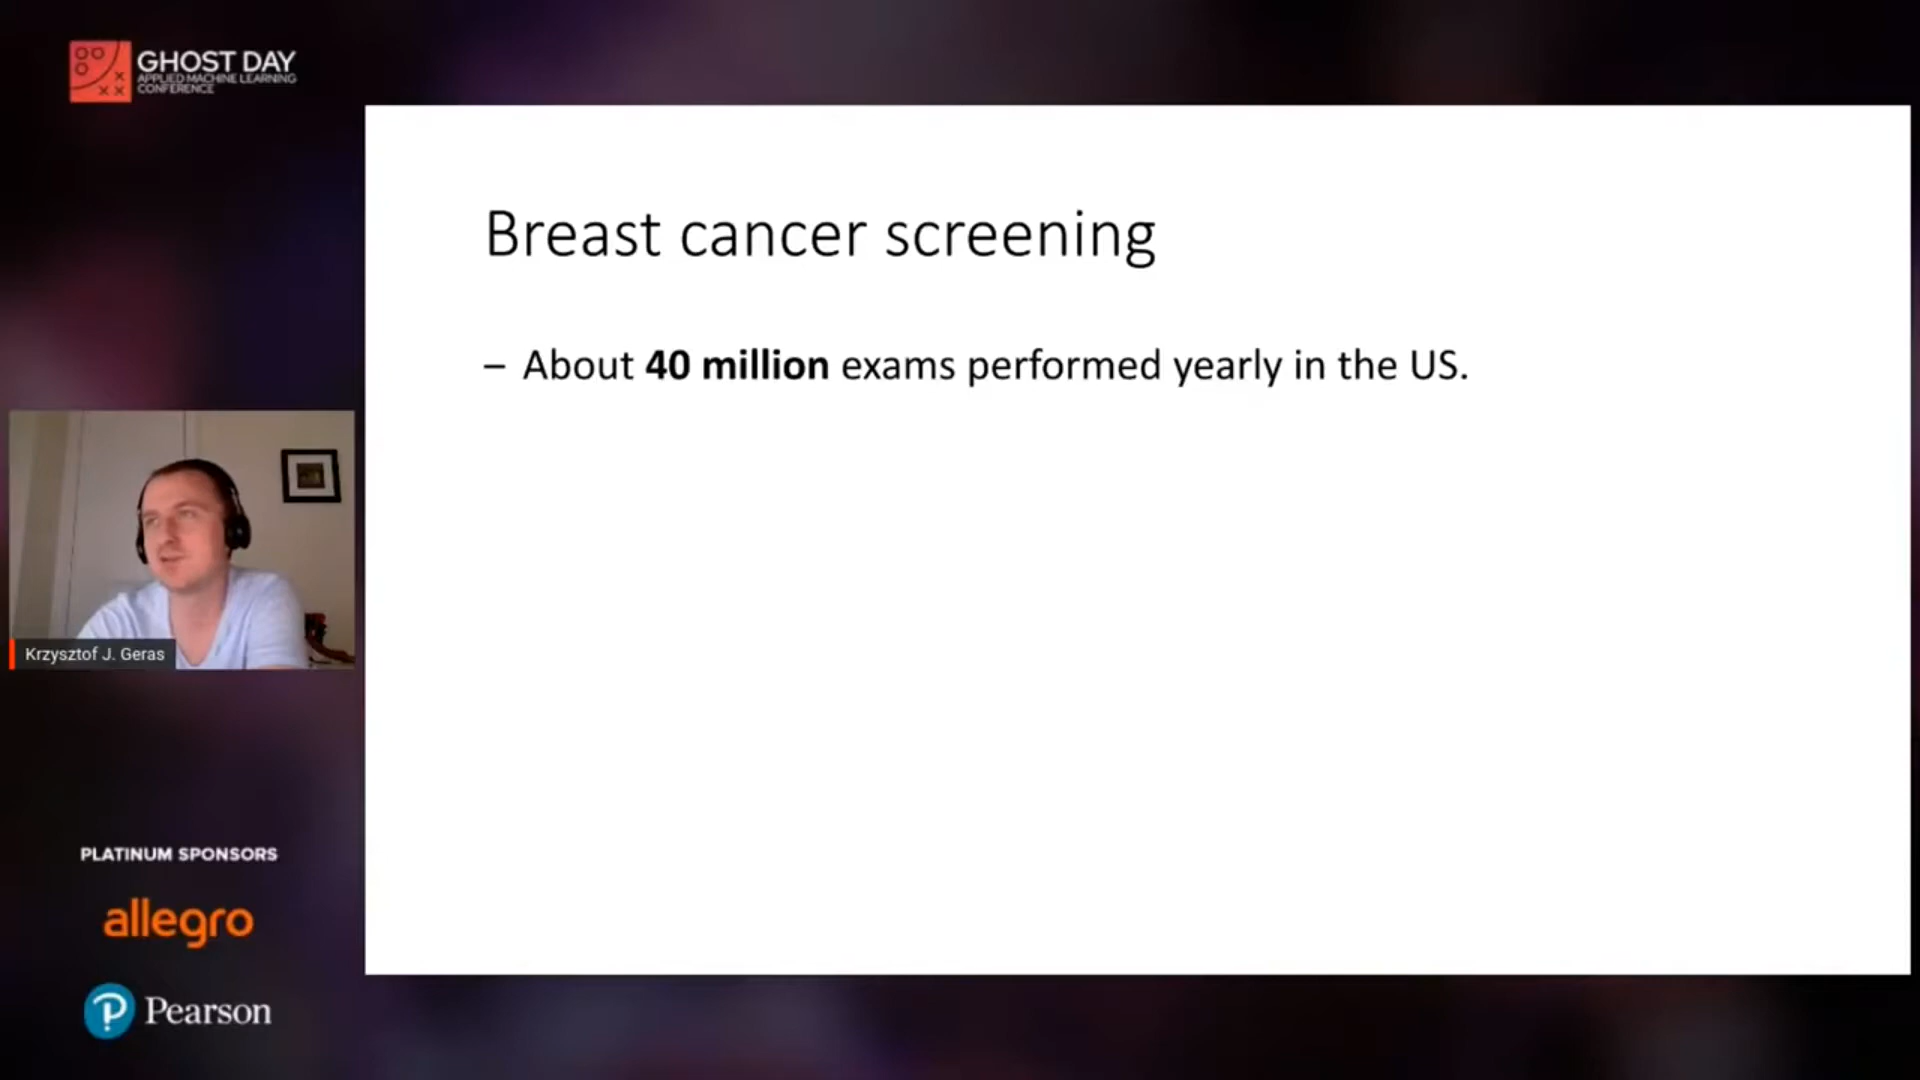 GHOST DAY
APPLIED MACHINE LEARNING
CONFERENCE
Breast cancer screening
– About 40 million exams performed yearly in the US.
Krzysztof J. Geras
PLATINUM SPONSORS
allegro
Pearson